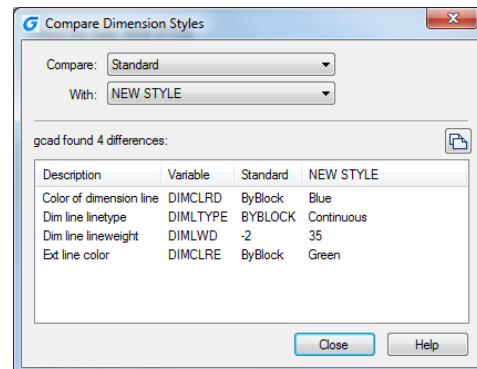 Compare Dimension Styles
Compare: Standard
With: NEW STYLE
gcad found 4 differences:
Description Variable Standard NEW STYLE
Color of dimension line DIMCLRD ByBlock Blue
Dim line linetype DIMLTYPE BYBLOCK Continuous
Dim line lineweight DIMLWD -2 35
Ext line color DIMCLRE ByBlock Green
Close Help